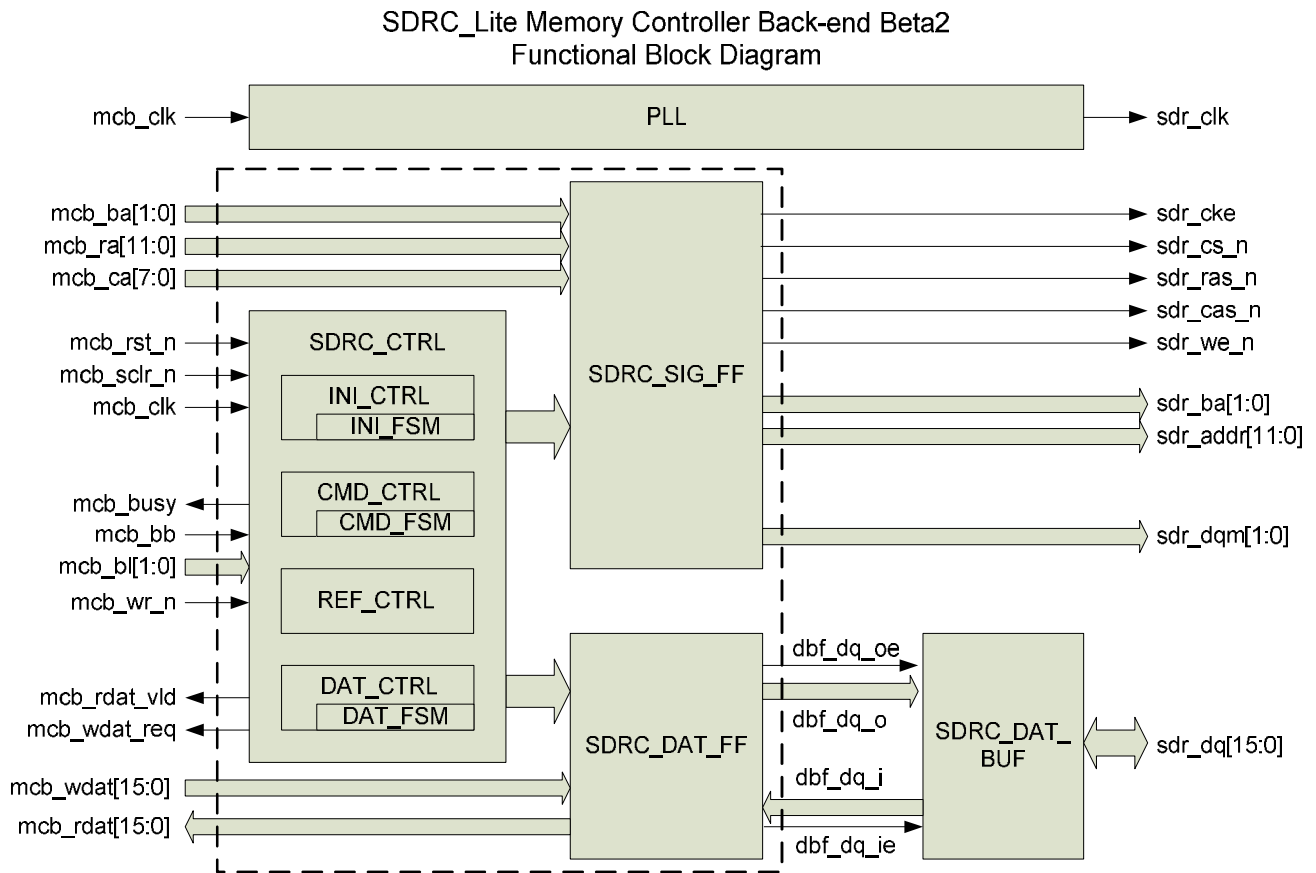 SDRC_Lite Memory Controller Back-end Beta2
Functional Block Diagram
mcb_clk
PLL
sdr_clk
mcb_ba[1:0]
mcb_ra[11:0]
mcb_ca[7:0]
mcb_rst_n
mcb_sclr_n
mcb_clk
mcb_busy
mcb_bb
mcb_bl[1:0]
mcb_wr_n
mcb_rdat_vld
mcb_wdat_req
mcb_wdat[15:0]
mcb_rdat[15:0]
SDRC_CTRL
INI_CTRL
INI_FSM
CMD_CTRL
CMD_FSM
REF_CTRL
DAT_CTRL
DAT_FSM
SDRC_SIG_FF
SDRC_DAT_FF
dbf_dq_oe
dbf_dq_o
dbf_dq_i
dbf_dq_ie
SDRC_DAT_
BUF
sdr_cke
sdr_cs_n
sdr_ras_n
sdr_cas_n
sdr_we_n
sdr_ba[1:0]
sdr_addr[11:0]
sdr_dqm[1:0]
sdr_dq[15:0]